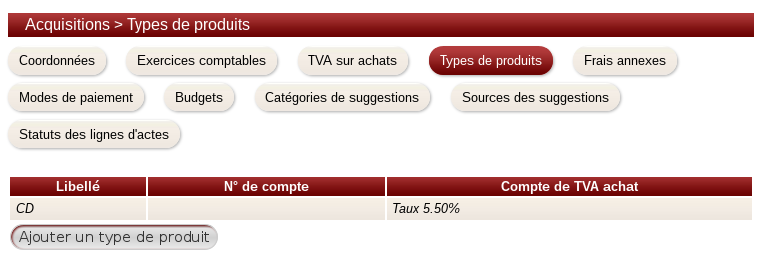 Acquisitions > Types de produits
Coordonnées Exercices comptables TVA sur achats Types de produits Frais annexes
Modes de paiement Budgets Catégories de suggestions Sources des suggestions
Statuts des lignes d'actes
Libellé N° de compte Compte de TVA achat
CD Taux 5.50%
Ajouter un type de produit